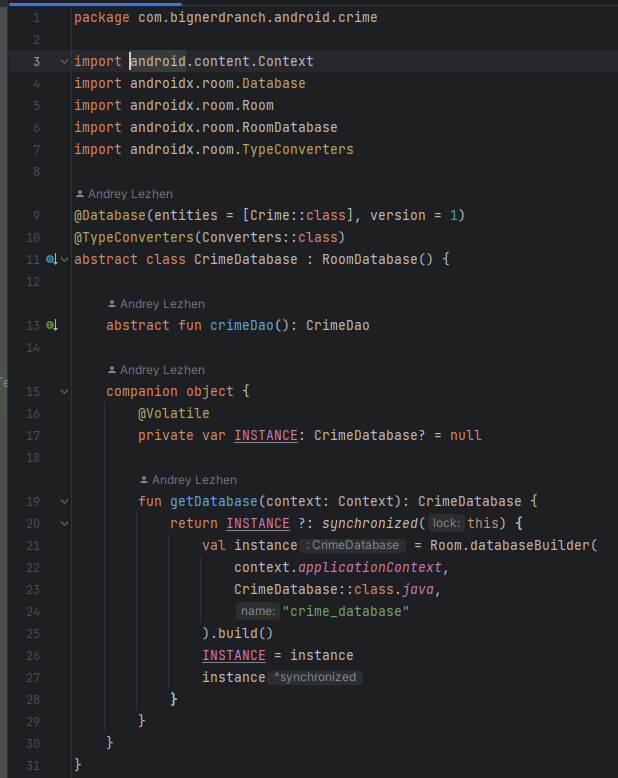 1 package com.bignerdranch.android.crime
2
3 import android.content.Context
4 import androidx.room.Database
5 import androidx.room.Room
6 import androidx.room.RoomDatabase
7 import androidx.room.TypeConverters
8
Andrey Lezhen
9 @Database(entities = [Crime::class], version = 1)
10 @TypeConverters(Converters::class)
11 abstract class CrimeDatabase : RoomDatabase() {
12
Andrey Lezhen
13 abstract fun crimeDao(): CrimeDao
14
Andrey Lezhen
15 companion object {
16 @Volatile
17 private var INSTANCE: CrimeDatabase? = null
18
Andrey Lezhen
19 fun getDatabase(context: Context): CrimeDatabase {
20 return INSTANCE ?: synchronized( lock: this) {
21 val instance : CrimeDatabase = Room.databaseBuilder(
22 context.applicationContext,
23 CrimeDatabase::class.java,
24 name: "crime_database"
25 ).build()
26 INSTANCE = instance
27 instance ^synchronized
28 }
29 }
30 }
31 }